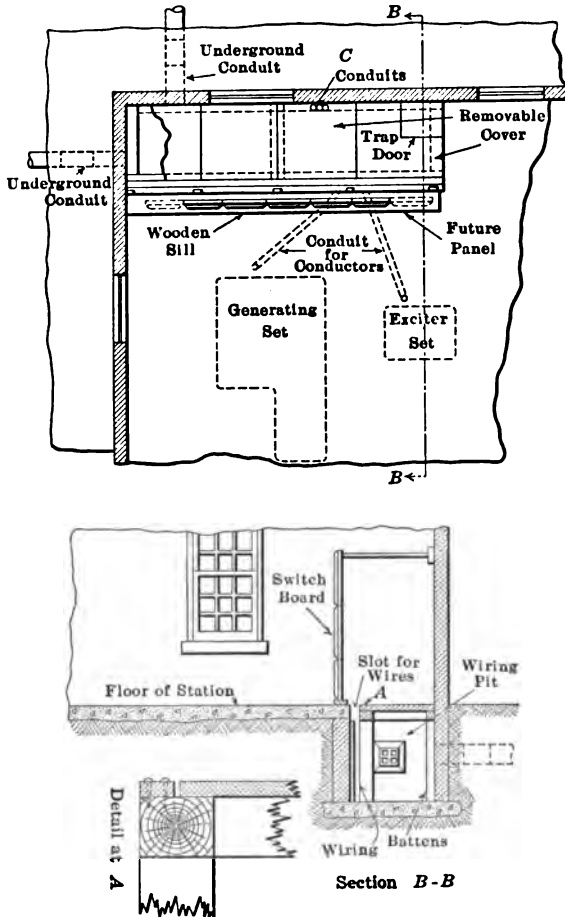 B
Underground
Conduit
C
Conduits
Removable
Cover
Trap
Door
Underground
Conduit
Wooden
Sill
Conduit
for
Conductors
Future
Panel
Generating
Set
Exciter
Set
B
Switch
Board
Slot for
Wires
A
Wiring
Pit
Floor of Station
Detail at
A
Wiring
Battens
Section B-B